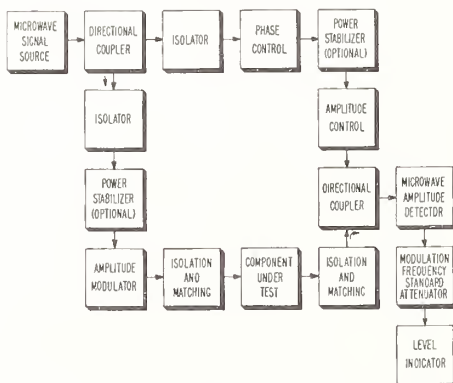 MICROWAVE
SIGNAL
SOURCE
DIRECTIONAL
COUPLER
ISOLATOR
PHASE
CONTROL
POWER
STABILIZER
(OPTIONAL)
ISOLATOR
AMPLITUDE
CONTROL
POWER
STABILIZER
(OPTIONAL)
DIRECTIONAL
COUPLER
MICROWAVE
AMPLITUDE
DETECTOR
AMPLITUDE
MODULATOR
ISOLATION
AND
MATCHING
COMPONENT
UNDER
TEST
ISOLATION
AND
MATCHING
MODULATION
FREQUENCY
STANDARD
ATTENUATOR
LEVEL
INDICATOR